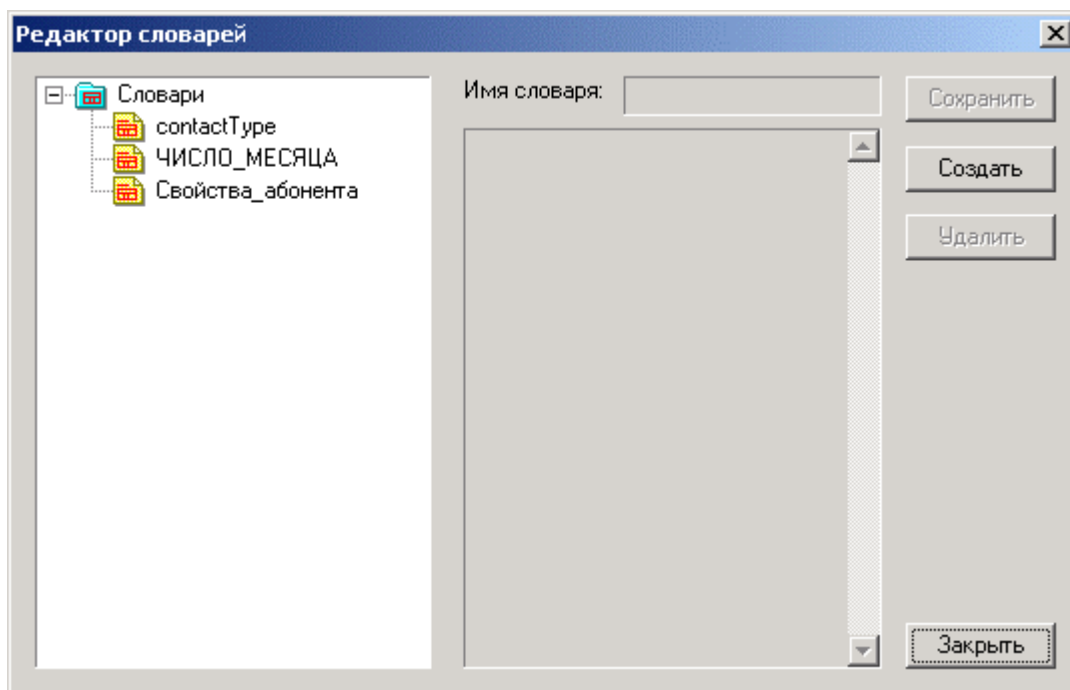 Редактор словарей
Словари
contactType
ЧИСЛО_МЕСЯЦА
Свойства_абонента
Имя словаря:
Сохранить
Создать
Удалить
Закрыть